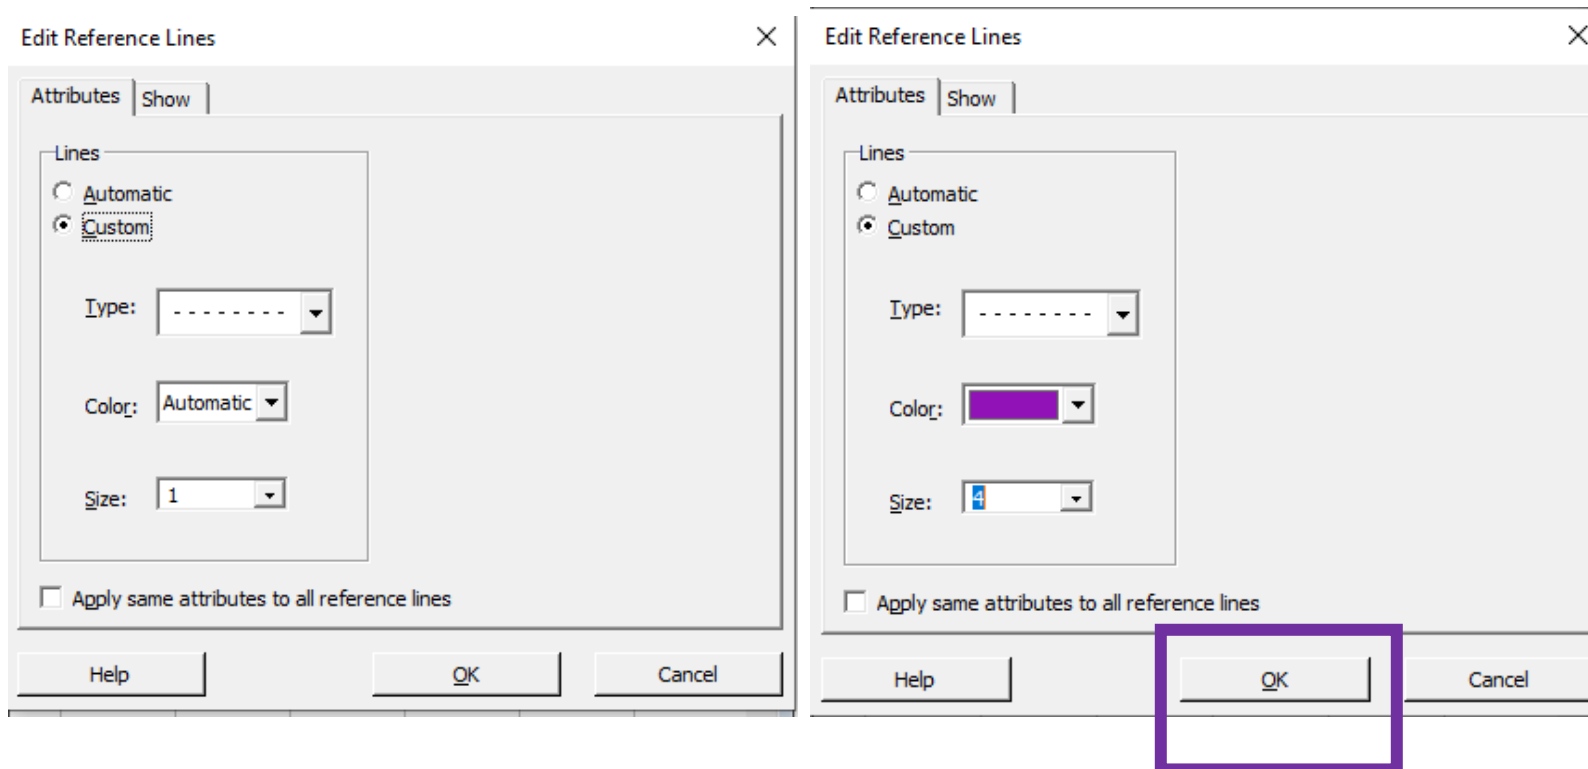 Edit Reference Lines
Attributes
Show
Lines
Automatic
Custom
Type:
Color:
Automatic
Size:
1
Apply same attributes to all reference lines
Help
OK
Cancel
Edit Reference Lines
Attributes
Show
Lines
Automatic
Custom
Type:
Color:
Size:
4
Apply same attributes to all reference lines
Help
OK
Cancel